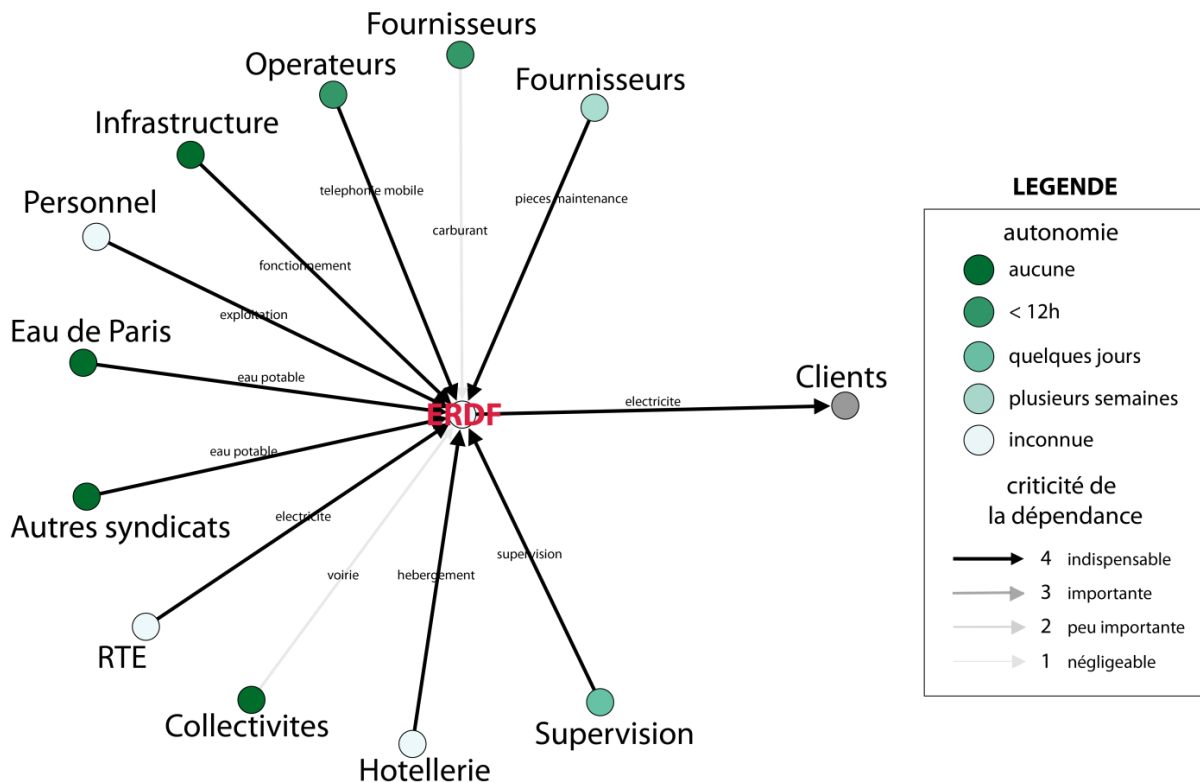 Fournisseurs
Operateurs
Fournisseurs
Infrastructure
Personnel
telephonie mobile
pieces maintenance
carburant
fonctionnement
exploitation
Eau de Paris
eau potable
ERDF
electricite
Clients
eau potable
Autres syndicats
electricite
supervision
voirie
hebergement
RTE
Collectivites
Supervision
Hotellerie
LEGENDE
autonomie
aucune
< 12h
quelques jours
plusieurs semaines
inconnue
criticité de
la dépendance
4 indispensable
3 importante
2 peu importante
1 négligeable